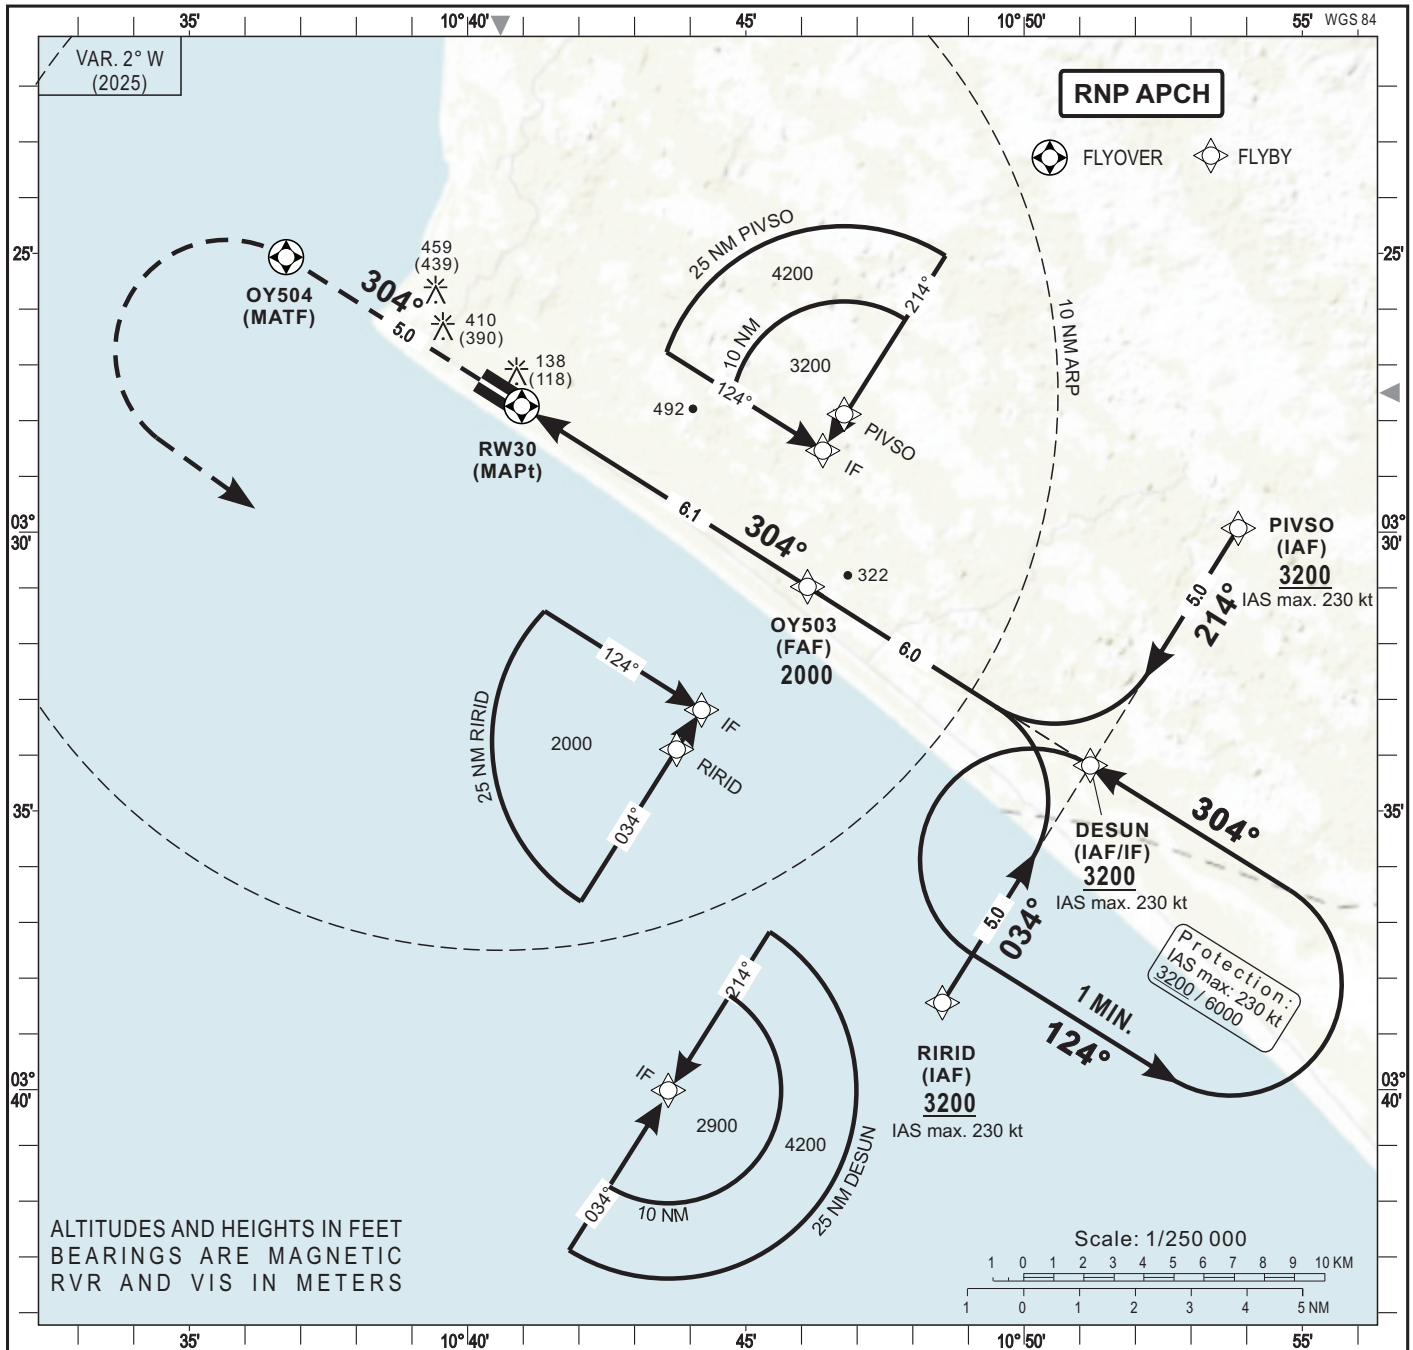 35'
10° 40'
45'
10° 50'
55'
WGS 84
VAR. 2° W
(2025)
RNP APCH
FLYOVER
FLYBY
25'
25'
459
(439)
410
(390)
138
(118)
304°
5.0
OY504
(MATF)
RW30
(MAPt)
25 NM PIVSO
4200
10 NM
3200
214°
124°
492
PIVSO
IF
10 NM ARP
6.1
304°
322
OY503
(FAF)
2000
6.0
03°
30'
03°
30'
PIVSO
(IAF)
3200
IAS max. 230 kt
5.0
214°
124°
IF
25 NM RIRID
2000
RIRID
034°
35'
35'
DESUN
(IAF/IF)
3200
IAS max. 230 kt
304°
5.0
034°
Protection:
IAS max: 230 kt
3200 / 6000
1 MIN.
124°
RIRID
(IAF)
3200
IAS max. 230 kt
214°
IF
2900
4200
034°
10 NM
25 NM DESUN
03°
40'
03°
40'
ALTITUDES AND HEIGHTS IN FEET
BEARINGS ARE MAGNETIC
RVR AND VIS IN METERS
Scale: 1/250 000
1 0 1 2 3 4 5 6 7 8 9 10 KM
1 0 1 2 3 4 5 NM
35'
10° 40'
45'
10° 50'
55'